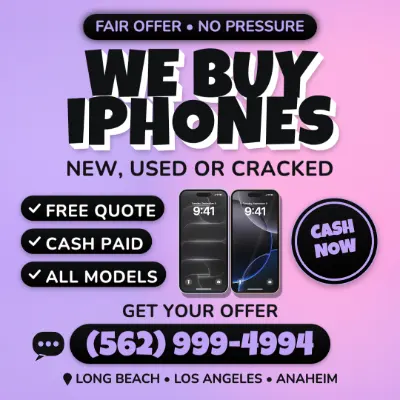 FAIR OFFER • NO PRESSURE
WE BUY
IPHONES
NEW, USED OR CRACKED
FREE QUOTE
CASH PAID
ALL MODELS
9:41
9:41
CASH
NOW
GET YOUR OFFER
(562) 999-4994
LONG BEACH • LOS ANGELES • ANAHEIM